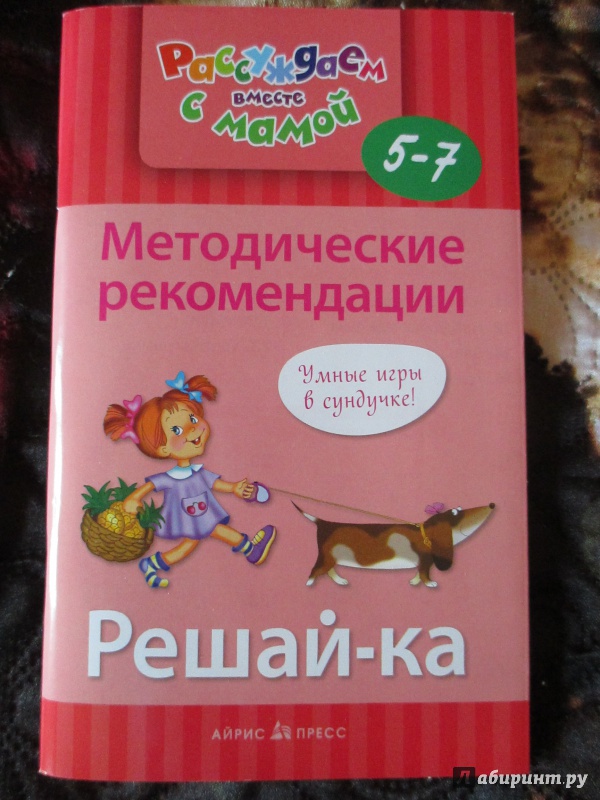 Рассуждаем
вместе
с мамой
5-7
Методические
рекомендации
Умные игры
в сундучке!
Решай-ка
АЙРИС ПРЕСС
Лабиринт.ру